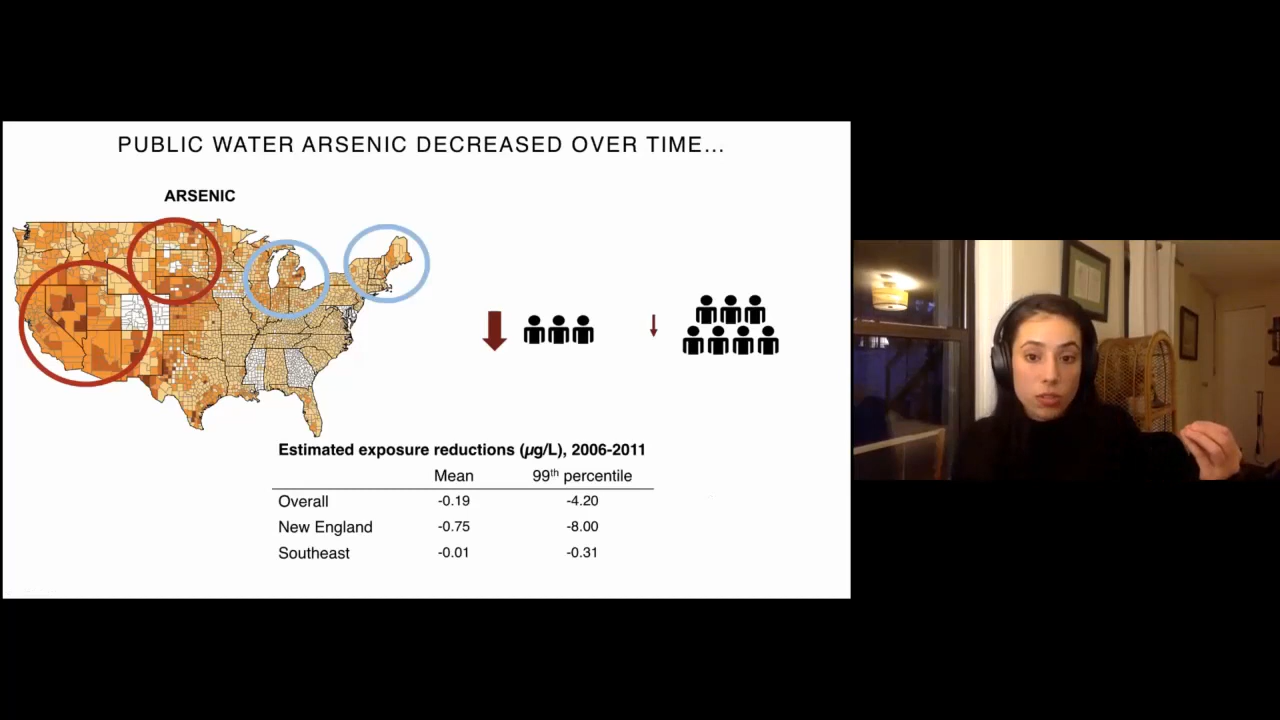 PUBLIC WATER ARSENIC DECREASED OVER TIME...
ARSENIC
Estimated exposure reductions (µg/L), 2006-2011
Mean 99th percentile
Overall -0.19 -4.20
New England -0.75 -8.00
Southeast -0.01 -0.31